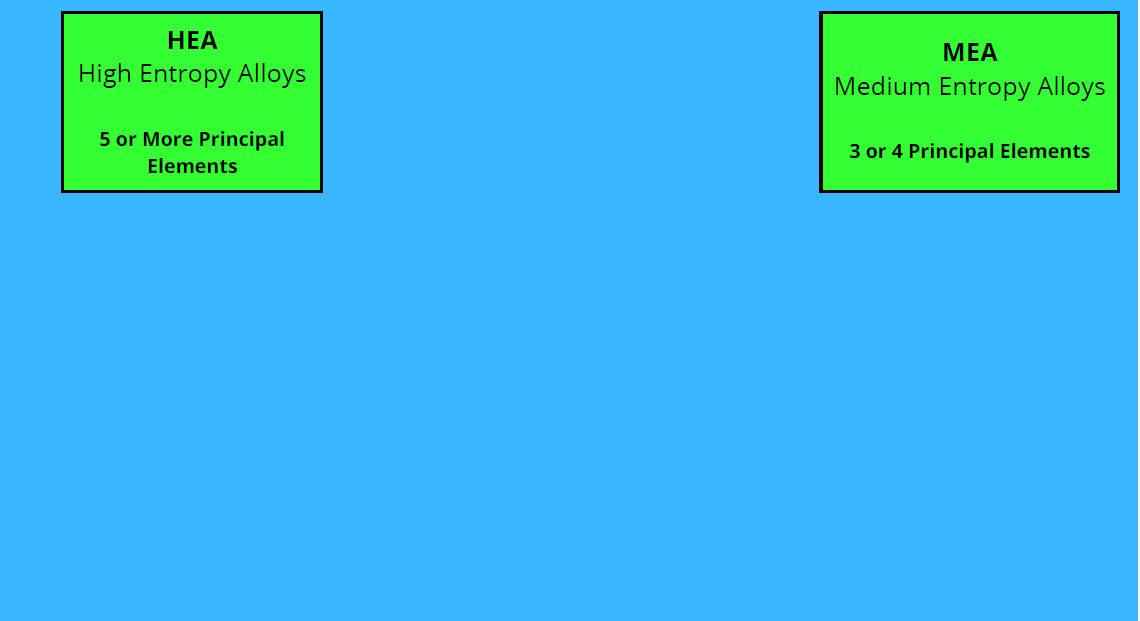 HEA
High Entropy Alloys
5 or More Principal
Elements
MEA
Medium Entropy Alloys
3 or 4 Principal Elements